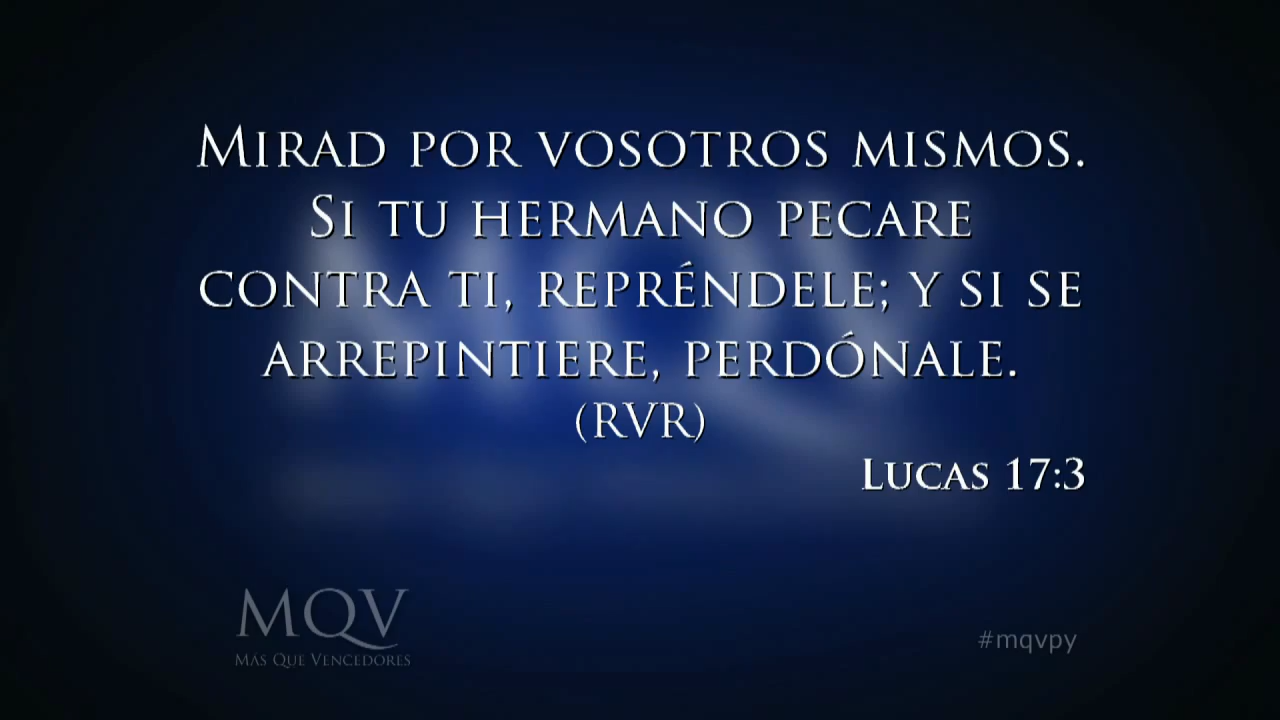 Mirad por vosotros mismos.
Si tu hermano pecare
contra ti, repréndele; y si se
arrepintiere, perdónale.
(RVR)
Lucas 17:3
MQV
Más Que Vencedores
#mqvpy